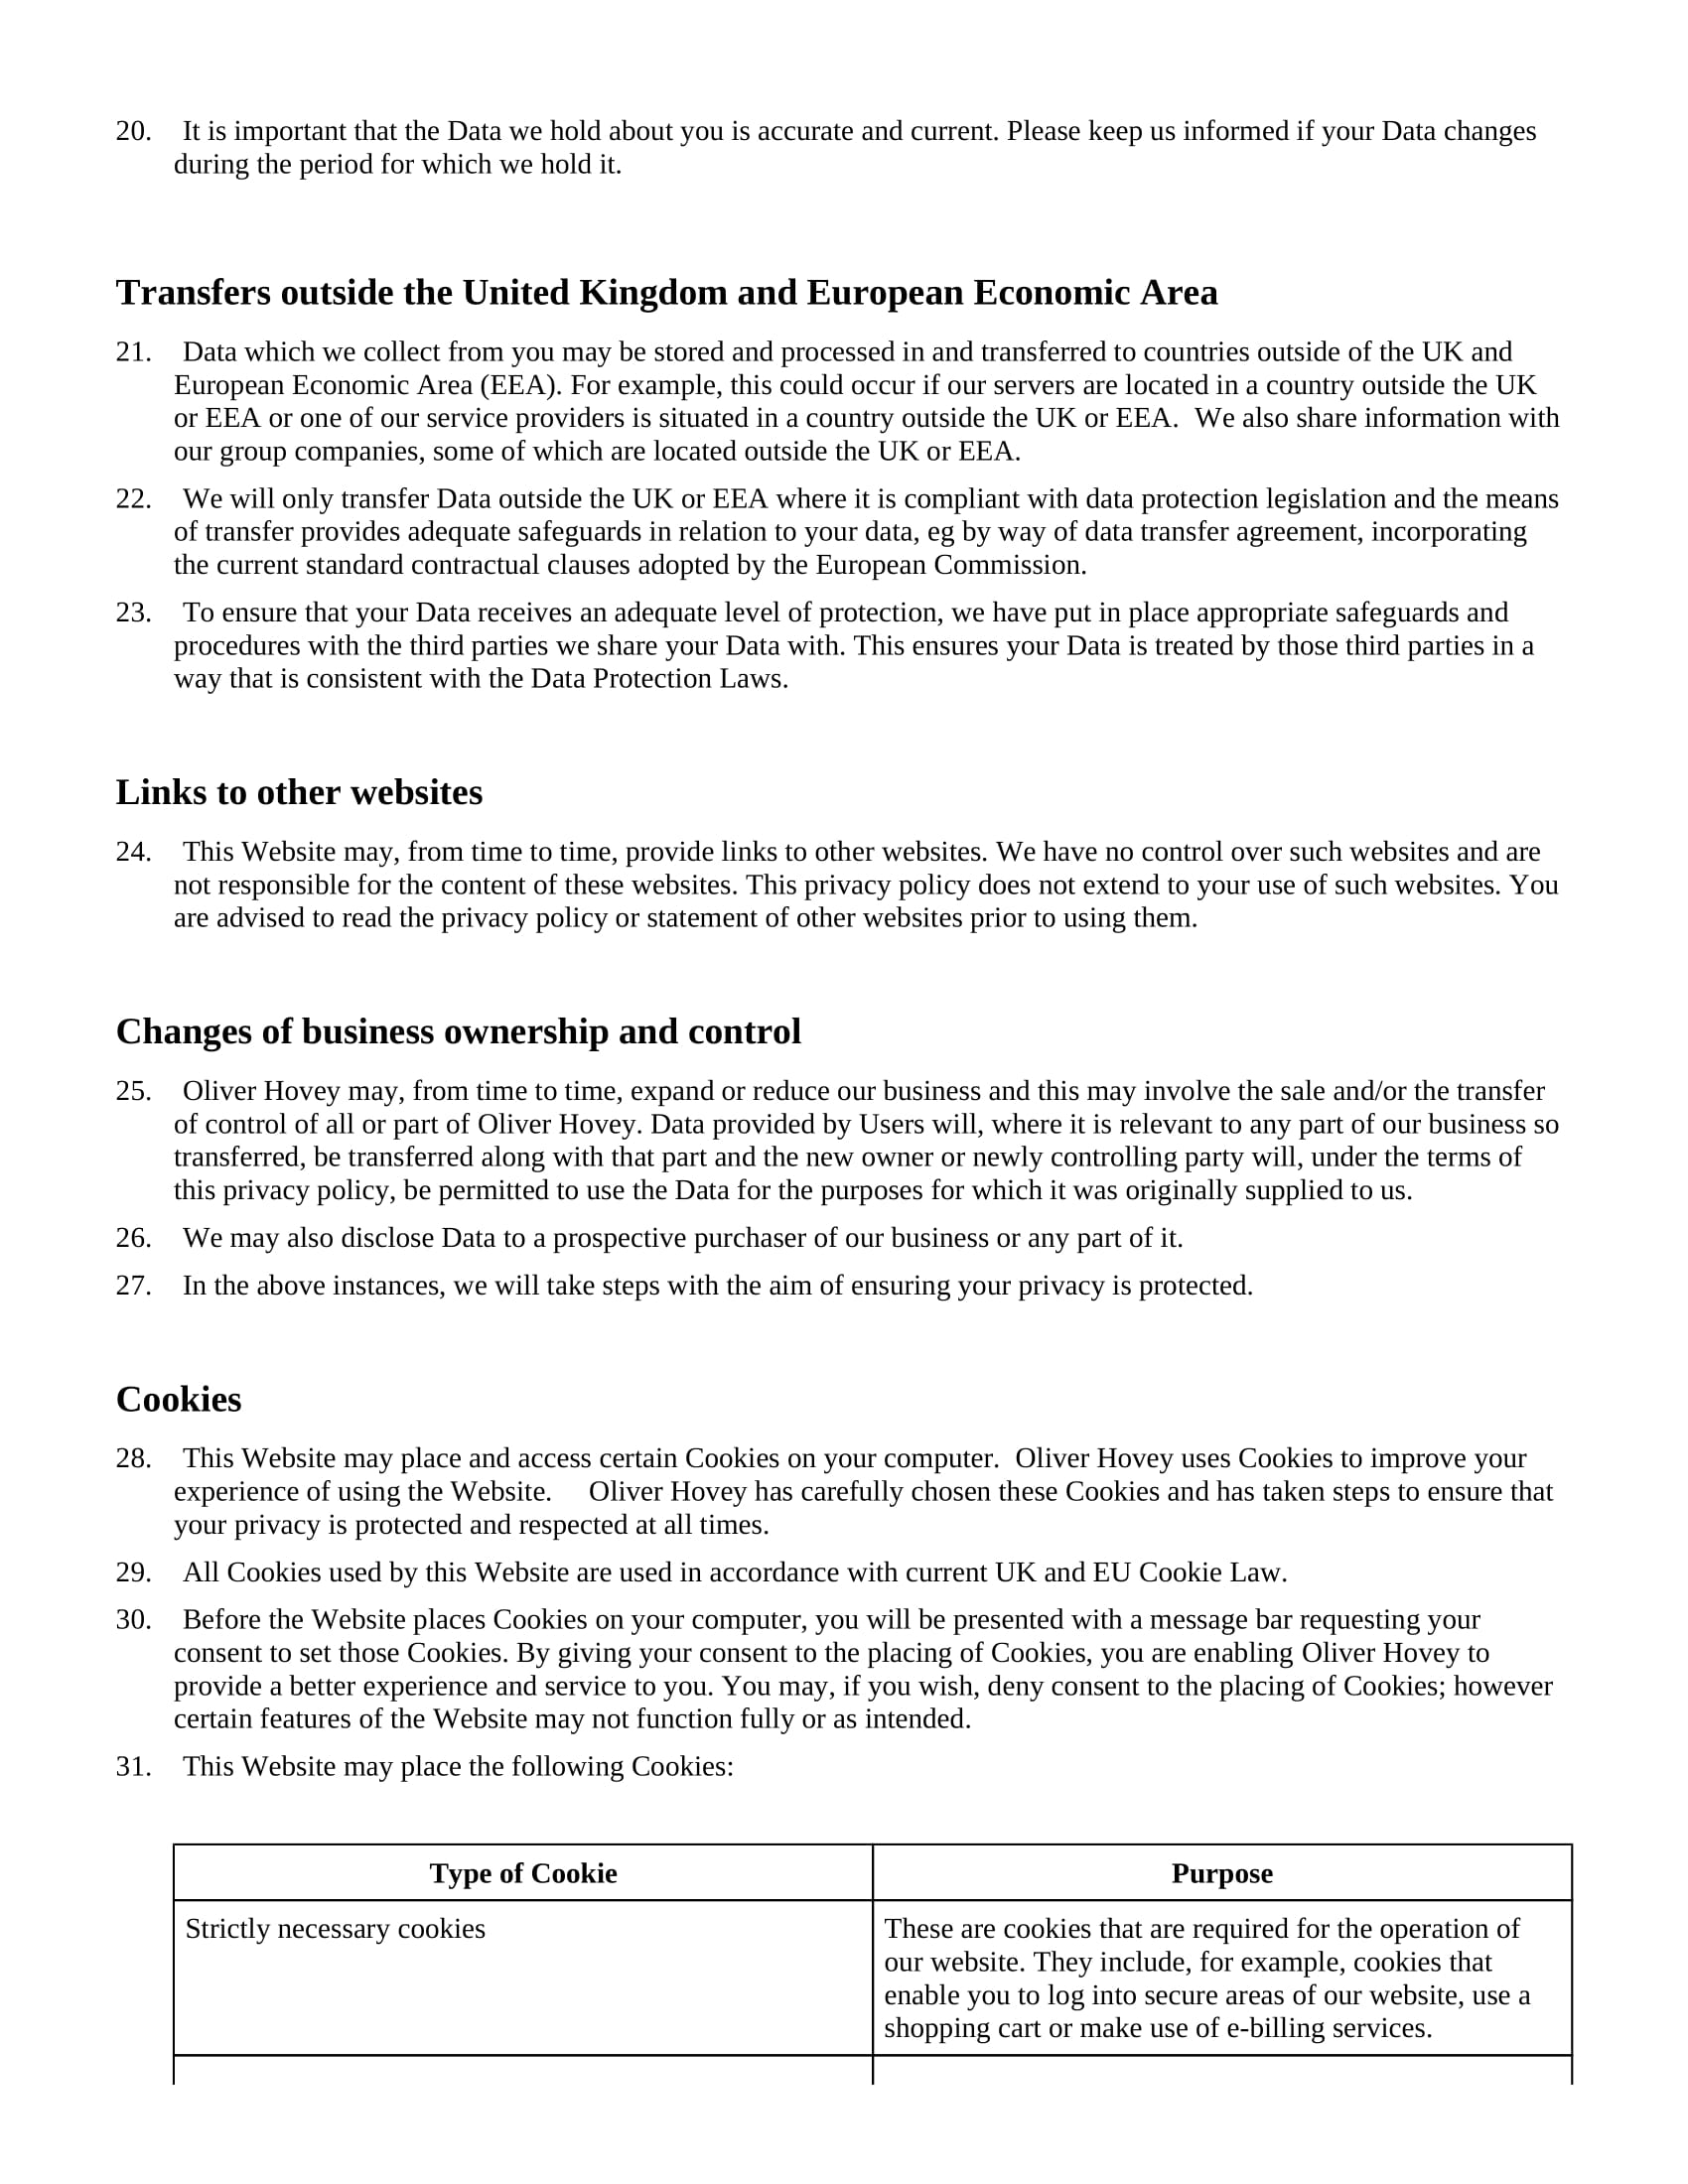 20. It is important that the Data we hold about you is accurate and current. Please keep us informed if your Data changes
during the period for which we hold it.
Transfers outside the United Kingdom and European Economic Area
21. Data which we collect from you may be stored and processed in and transferred to countries outside of the UK and
European Economic Area (EEA). For example, this could occur if our servers are located in a country outside the UK
or EEA or one of our service providers is situated in a country outside the UK or EEA. We also share information with
our group companies, some of which are located outside the UK or EEA.
22. We will only transfer Data outside the UK or EEA where it is compliant with data protection legislation and the means
of transfer provides adequate safeguards in relation to your data, eg by way of data transfer agreement, incorporating
the current standard contractual clauses adopted by the European Commission.
23. To ensure that your Data receives an adequate level of protection, we have put in place appropriate safeguards and
procedures with the third parties we share your Data with. This ensures your Data is treated by those third parties in a
way that is consistent with the Data Protection Laws.
Links to other websites
24. This Website may, from time to time, provide links to other websites. We have no control over such websites and are
not responsible for the content of these websites. This privacy policy does not extend to your use of such websites. You
are advised to read the privacy policy or statement of other websites prior to using them.
Changes of business ownership and control
25. Oliver Hovey may, from time to time, expand or reduce our business and this may involve the sale and/or the transfer
of control of all or part of Oliver Hovey. Data provided by Users will, where it is relevant to any part of our business so
transferred, be transferred along with that part and the new owner or newly controlling party will, under the terms of
this privacy policy, be permitted to use the Data for the purposes for which it was originally supplied to us.
26. We may also disclose Data to a prospective purchaser of our business or any part of it.
27. In the above instances, we will take steps with the aim of ensuring your privacy is protected.
Cookies
28. This Website may place and access certain Cookies on your computer. Oliver Hovey uses Cookies to improve your
experience of using the Website. Oliver Hovey has carefully chosen these Cookies and has taken steps to ensure that
your privacy is protected and respected at all times.
29. All Cookies used by this Website are used in accordance with current UK and EU Cookie Law.
30. Before the Website places Cookies on your computer, you will be presented with a message bar requesting your
consent to set those Cookies. By giving your consent to the placing of Cookies, you are enabling Oliver Hovey to
provide a better experience and service to you. You may, if you wish, deny consent to the placing of Cookies; however
certain features of the Website may not function fully or as intended.
31. This Website may place the following Cookies:
Type of Cookie
Purpose
Strictly necessary cookies
These are cookies that are required for the operation of
our website. They include, for example, cookies that
enable you to log into secure areas of our website, use a
shopping cart or make use of e-billing services.